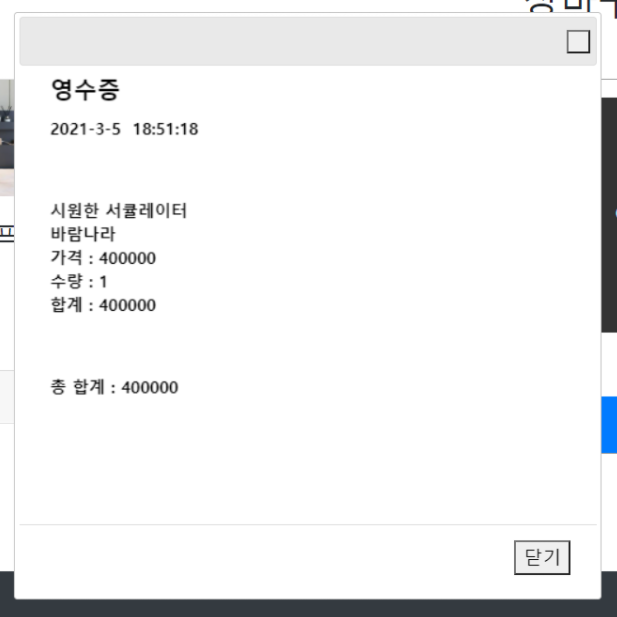 영수증
2021-3-5 18:51:18
시원한 서큘레이터
바람나라
가격 : 400000
수량 : 1
합계 : 400000
총 합계 : 400000
닫기